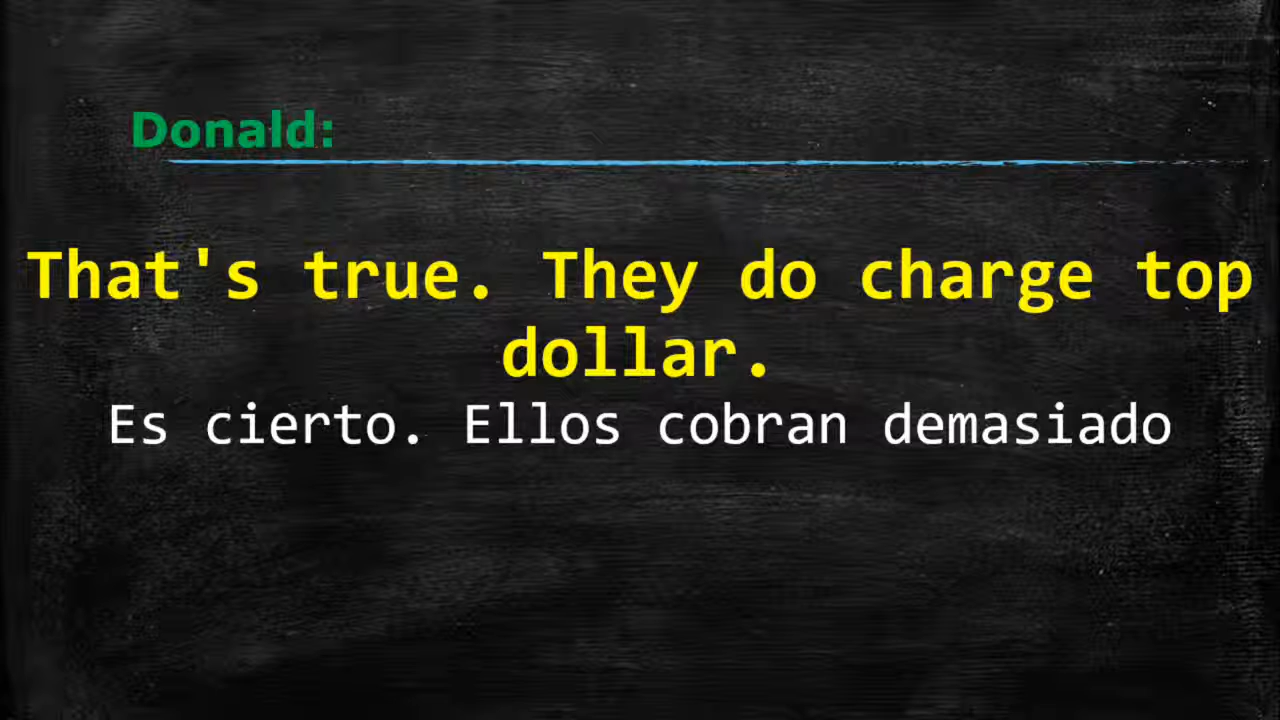 Donald:
That's true. They do charge top
dollar.
Es cierto. Ellos cobran demasiado